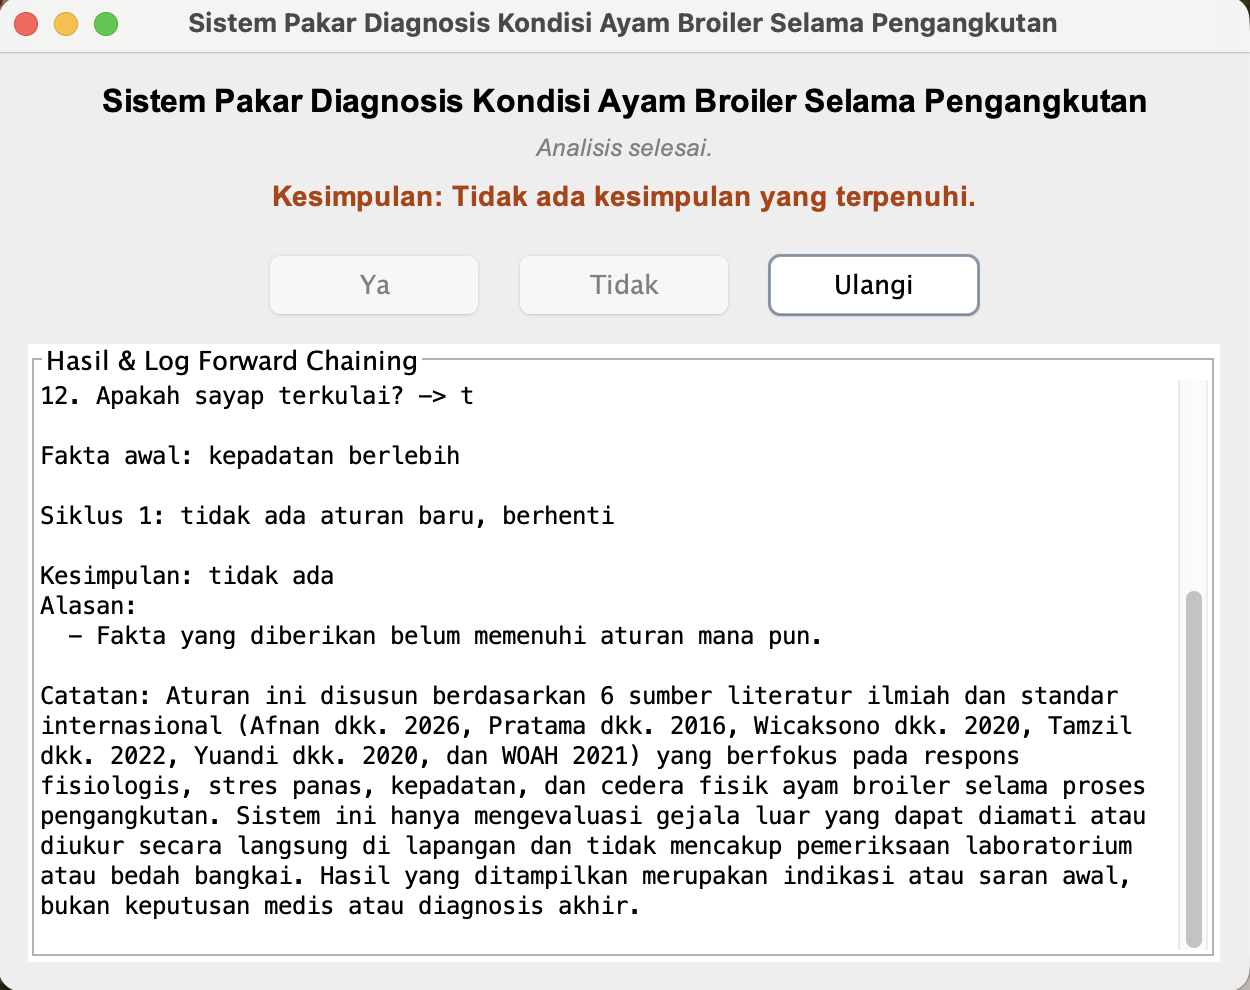 Sistem Pakar Diagnosis Kondisi Ayam Broiler Selama Pengangkutan
Sistem Pakar Diagnosis Kondisi Ayam Broiler Selama Pengangkutan
Analisis selesai.
Kesimpulan: Tidak ada kesimpulan yang terpenuhi.
Ya
Tidak
Ulangi
Hasil & Log Forward Chaining
12. Apakah sayap terkulai? -> t
Fakta awal: kepadatan berlebih
Siklus 1: tidak ada aturan baru, berhenti
Kesimpulan: tidak ada
Alasan:
- Fakta yang diberikan belum memenuhi aturan mana pun.
Catatan: Aturan ini disusun berdasarkan 6 sumber literatur ilmiah dan standar
internasional (Afnan dkk. 2026, Pratama dkk. 2016, Wicaksono dkk. 2020, Tamzil
dkk. 2022, Yuandi dkk. 2020, dan WOAH 2021) yang berfokus pada respons
fisiologis, stres panas, kepadatan, dan cedera fisik ayam broiler selama proses
pengangkutan. Sistem ini hanya mengevaluasi gejala luar yang dapat diamati atau
diukur secara langsung di lapangan dan tidak mencakup pemeriksaan laboratorium
atau bedah bangkai. Hasil yang ditampilkan merupakan indikasi atau saran awal,
bukan keputusan medis atau diagnosis akhir.